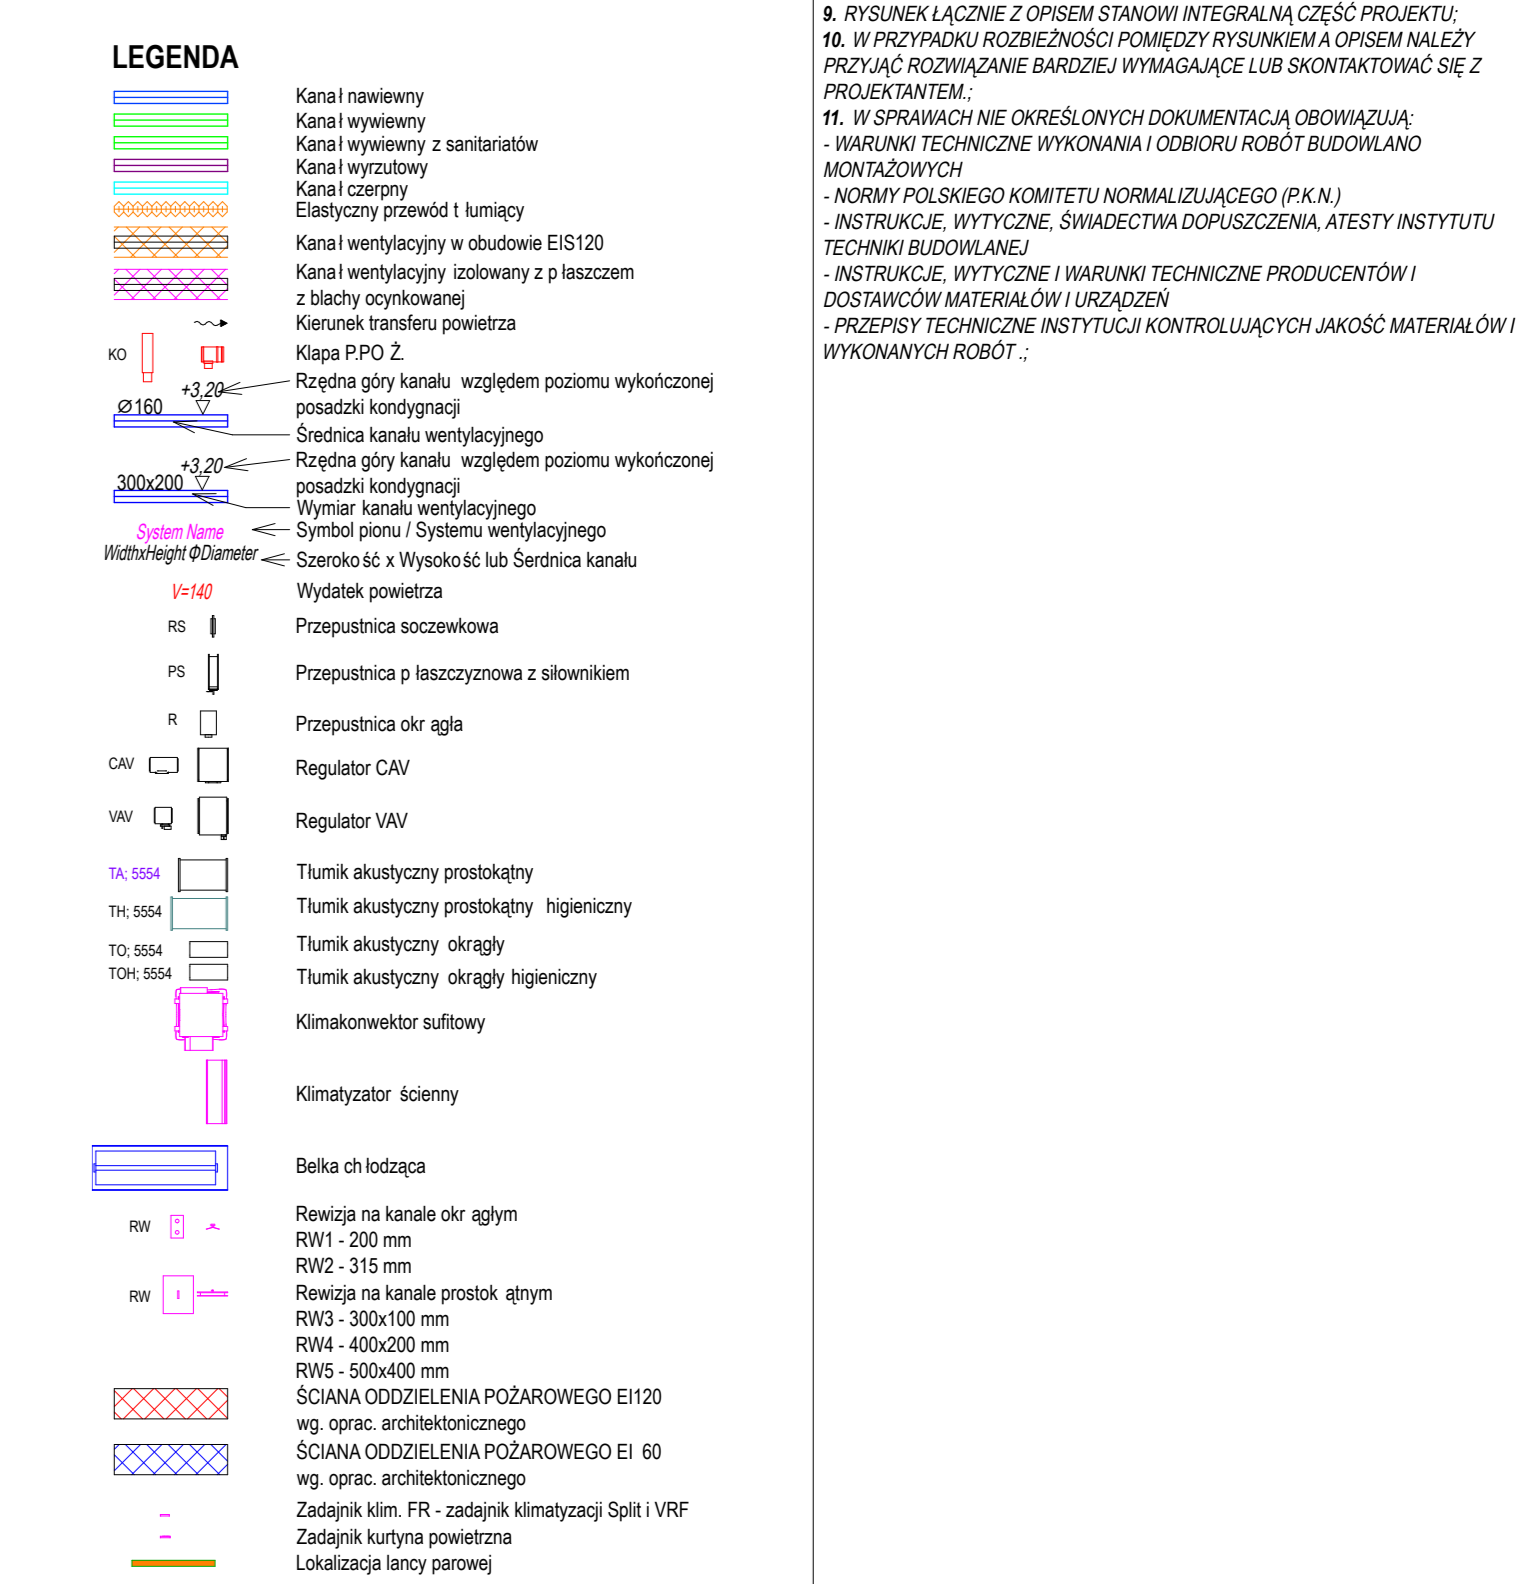 LEGENDA
Kanał nawiewny
Kanał wywiewny
Kanał wywiewny z sanitariatów
Kanał wyrzutowy
Kanał czerpny
Elastyczny przewód tłumiący
Kanał wentylacyjny w obudowie EIS120
Kanał wentylacyjny izolowany z płaszczem
z blachy ocynkowanej
Kierunek transferu powietrza
KO Klapa P.POŻ.
+3,20 Rzędna góry kanału względem poziomu wykończonej
Ø160 posadzki kondygnacji
Średnica kanału wentylacyjnego
+3,20 Rzędna góry kanału względem poziomu wykończonej
300x200 posadzki kondygnacji
Wymiar kanału wentylacyjnego
System Name Symbol pionu / Systemu wentylacyjnego
WidthxHeight ΦDiameter Szerokość x Wysokość lub Śerdnica kanału
V=140 Wydatek powietrza
RS Przepustnica soczewkowa
PS Przepustnica płaszczyznowa z siłownikiem
R Przepustnica okrągła
CAV Regulator CAV
VAV Regulator VAV
TA; 5554 Tłumik akustyczny prostokątny
TH; 5554 Tłumik akustyczny prostokątny higieniczny
TO; 5554 Tłumik akustyczny okrągły
TOH; 5554 Tłumik akustyczny okrągły higieniczny
Klimakonwektor sufitowy
Klimatyzator ścienny
Belka chłodząca
RW Rewizja na kanale okrągłym
RW1 - 200 mm
RW2 - 315 mm
RW Rewizja na kanale prostokątnym
RW3 - 300x100 mm
RW4 - 400x200 mm
RW5 - 500x400 mm
ŚCIANA ODDZIELENIA POŻAROWEGO EI120
wg. oprac. architektonicznego
ŚCIANA ODDZIELENIA POŻAROWEGO EI 60
wg. oprac. architektonicznego
Zadajnik klim. FR - zadajnik klimatyzacji Split i VRF
Zadajnik kurtyna powietrzna
Lokalizacja lancy parowej
9. RYSUNEK ŁĄCZNIE Z OPISEM STANOWI INTEGRALNĄ CZĘŚĆ PROJEKTU;
10. W PRZYPADKU ROZBIEŻNOŚCI POMIĘDZY RYSUNKIEM A OPISEM NALEŻY
PRZYJĄĆ ROZWIĄZANIE BARDZIEJ WYMAGAJĄCE LUB SKONTAKTOWAĆ SIĘ Z
PROJEKTANTEM.;
11. W SPRAWACH NIE OKREŚLONYCH DOKUMENTACJĄ OBOWIĄZUJĄ:
- WARUNKI TECHNICZNE WYKONANIA I ODBIORU ROBÓT BUDOWLANO
MONTAŻOWYCH
- NORMY POLSKIEGO KOMITETU NORMALIZUJĄCEGO (P.K.N.)
- INSTRUKCJE, WYTYCZNE, ŚWIADECTWA DOPUSZCZENIA, ATESTY INSTYTUTU
TECHNIKI BUDOWLANEJ
- INSTRUKCJE, WYTYCZNE I WARUNKI TECHNICZNE PRODUCENTÓW I
DOSTAWCÓW MATERIAŁÓW I URZĄDZEŃ
- PRZEPISY TECHNICZNE INSTYTUCJI KONTROLUJĄCYCH JAKOŚĆ MATERIAŁÓW I
WYKONANYCH ROBÓT .;